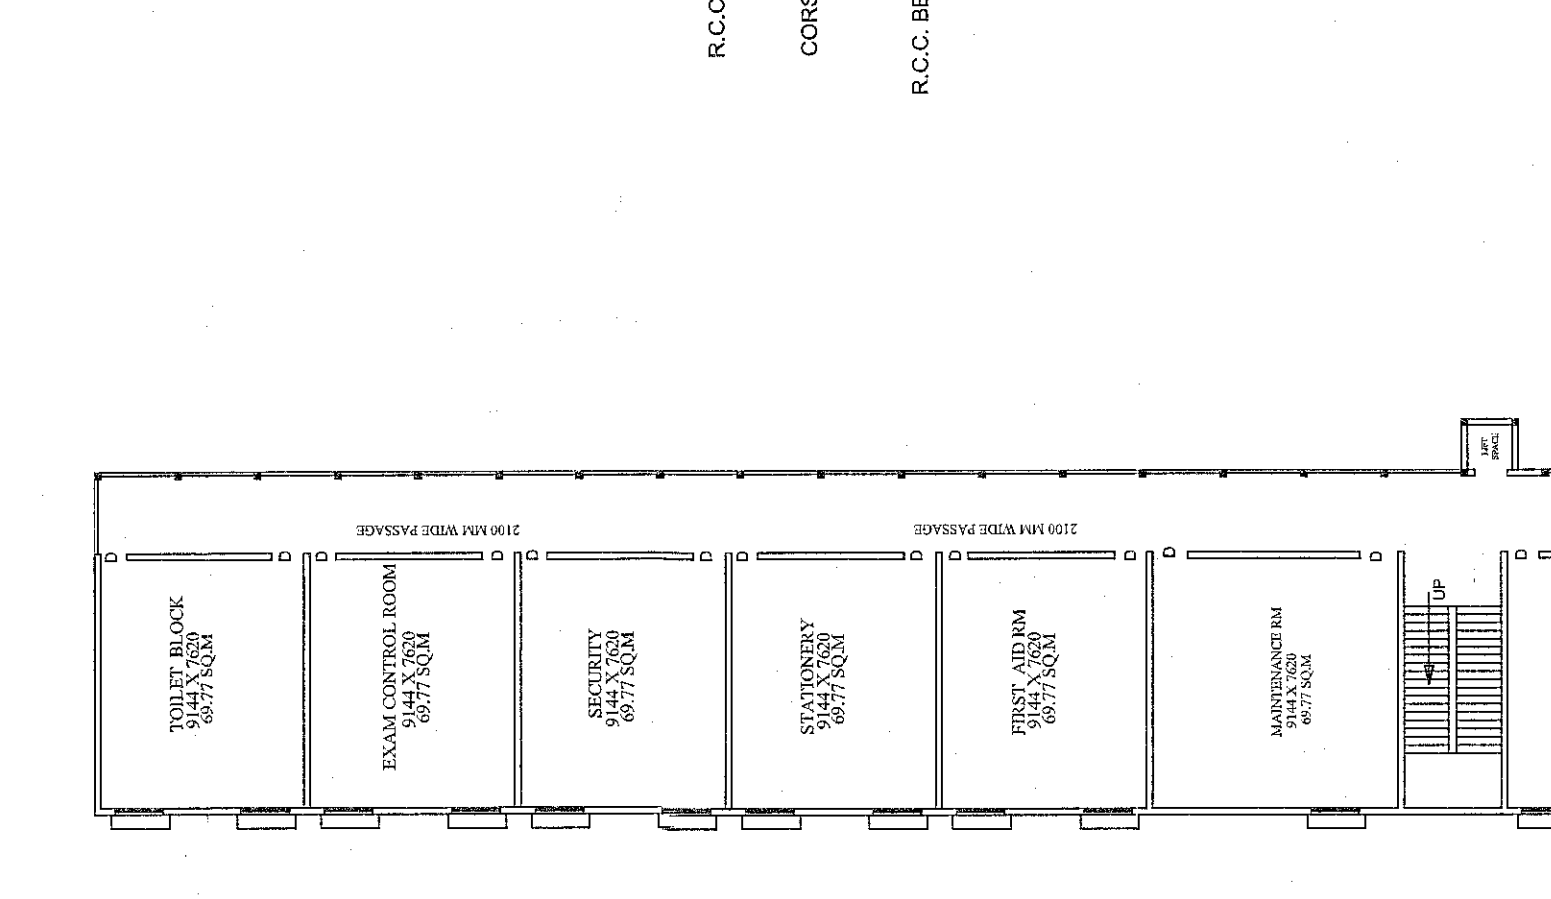 R.C.C
CORS
R.C.C. BE
LIFT
SPACE
2100 MM WIDE PASSAGE
2100 MM WIDE PASSAGE
D
D
D
D
D
D
D
D
D
D
D
D
D
TOILET BLOCK
9144 X 7620
69.77 SQ.M
EXAM CONTROL ROOM
9144 X 7620
69.77 SQ.M
SECURITY
9144 X 7620
69.77 SQ.M
STATIONERY
9144 X 7620
69.77 SQ.M
FIRST AID RM
9144 X 7620
69.77 SQ.M
MAINTENANCE RM
9144 X 7620
69.77 SQ.M
UP